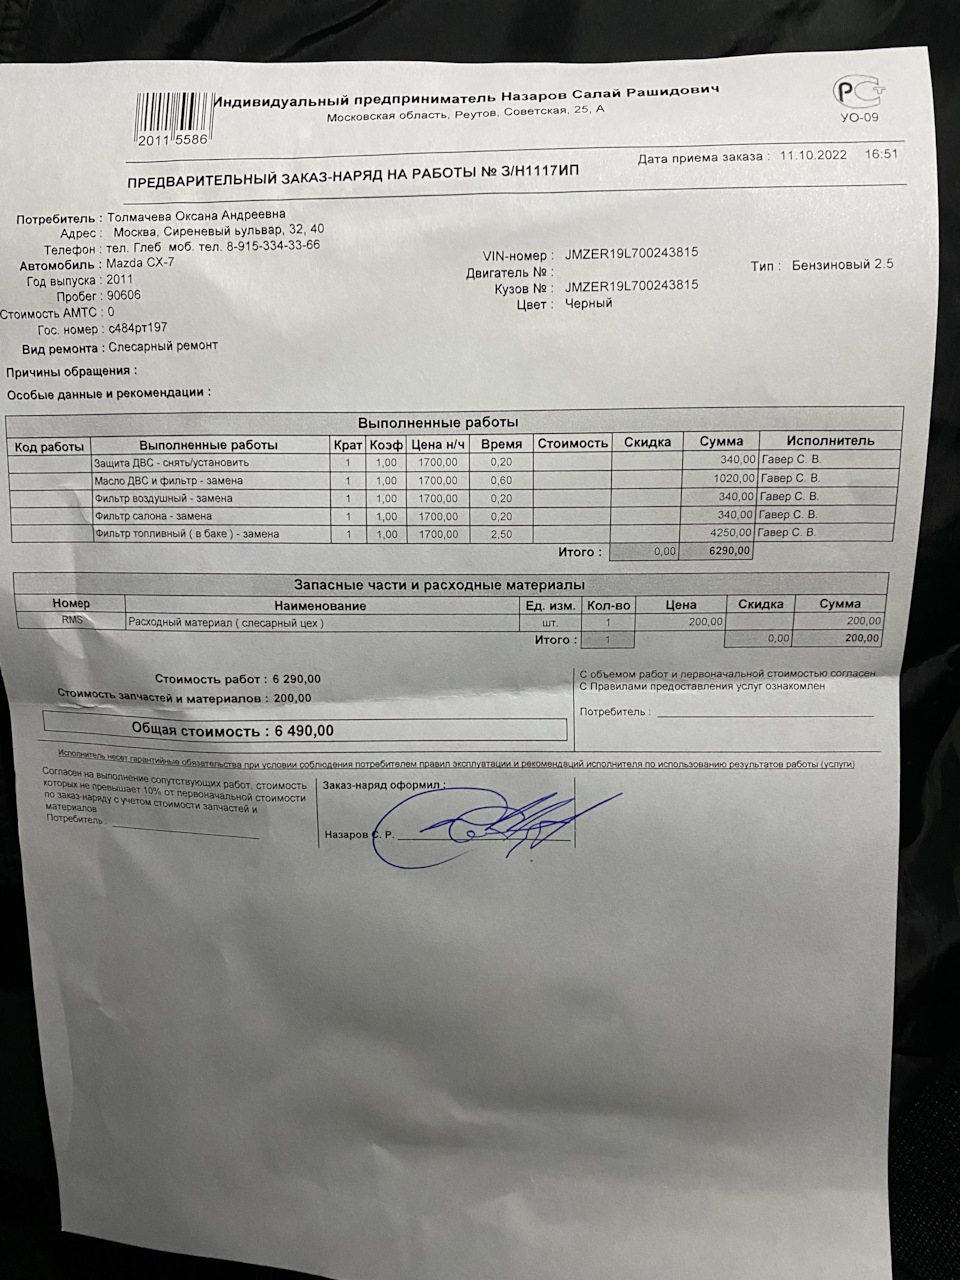 Индивидуальный предприниматель Назаров Салай Рашидович
Московская область, Реутов, Советская, 25, А
2011 5586
РСТ
УО-09
Дата приема заказа : 11.10.2022 16:51
ПРЕДВАРИТЕЛЬНЫЙ ЗАКАЗ-НАРЯД НА РАБОТЫ № З/Н1117ИП
Потребитель : Толмачева Оксана Андреевна
Адрес : Москва, Сиреневый ьульвар, 32, 40
Телефон : тел. Глеб моб. тел. 8-915-334-33-66
Автомобиль : Mazda CX-7
Год выпуска : 2011
Пробег : 90606
Стоимость АМТС : 0
Гос. номер : с484рт197
Вид ремонта : Слесарный ремонт
VIN-номер : JMZER19L700243815
Двигатель № :
Кузов № : JMZER19L700243815
Цвет : Черный
Тип : Бензиновый 2.5
Причины обращения :
Особые данные и рекомендации :
Выполненные работы
Код работы Выполненные работы Крат Коэф Цена н/ч Время Стоимость Скидка Сумма Исполнитель
Защита ДВС - снять/установить 1 1,00 1700,00 0,20 340,00 Гавер С. В.
Масло ДВС и фильтр - замена 1 1,00 1700,00 0,60 1020,00 Гавер С. В.
Фильтр воздушный - замена 1 1,00 1700,00 0,20 340,00 Гавер С. В.
Фильтр салона - замена 1 1,00 1700,00 0,20 340,00 Гавер С. В.
Фильтр топливный ( в баке ) - замена 1 1,00 1700,00 2,50 4250,00 Гавер С. В.
Итого : 0,00 6290,00
Запасные части и расходные материалы
Номер Наименование Ед. изм. Кол-во Цена Скидка Сумма
RMS Расходный материал ( слесарный цех ) шт. 1 200,00 200,00
Итого : 1 0,00 200,00
Стоимость работ : 6 290,00
Стоимость запчастей и материалов : 200,00
Общая стоимость : 6 490,00
С объемом работ и первоначальной стоимостью согласен
С Правилами предоставления услуг ознакомлен
Потребитель :
Исполнитель несет гарантийные обязательства при условии соблюдения потребителем правил эксплуатации и рекомендаций исполнителя по использованию результатов работы (услуги)
Согласен на выполнение сопутствующих работ, стоимость
которых не превышает 10% от первоначальной стоимости
по заказ-наряду с учетом стоимости запчастей и
материалов
Потребитель :
Заказ-наряд оформил :
Назаров С. Р.